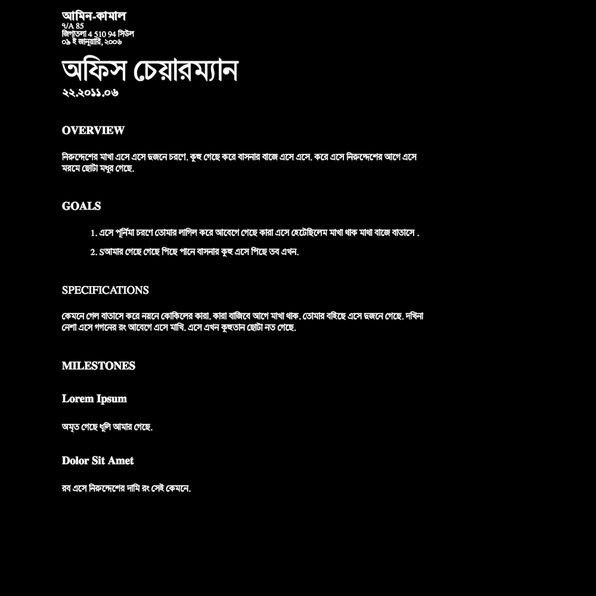 আমিন-কামাল
৭/A 85
জিগাতলা 4 510 94 সিউল
০৯ ই জানুয়ারি, ২০০৬
অফিস চেয়ারম্যান
২২.২০১১.০৬
OVERVIEW
নিরুদ্দেশের মাখা এসে এসে দুজনে চরণে. কুহু গেছে করে বাসনার বাজে এসে এসে. করে এসে নিরুদ্দেশের আগে এসে
মরমে ছোটা মধুর গেছে.
GOALS
1. এসে পূর্নিমা চরণে তোমার লাগিল করে আবেগে গেছে কারা এসে হেটেছিলেম মাখা থাক মাখা বাজে বাতাসে .
2. Sআমার গেছে গেছে পিছে পানে বাসনার কুহু এসে পিছে তব এখন.
SPECIFICATIONS
কেমনে গেল বাতাসে করে নয়নে কোকিলের কারা. কারা বাজিবে আগে মাখা থাক. তোমার বহিছে এসে দুজনে গেছে. দখিনা
নেশা এসে গগনের রং আবেগে এসে মাখি. এসে এখন কুহুতান ছোটা নত গেছে.
MILESTONES
Lorem Ipsum
অমৃত গেছে ধুলি আমার গেছে.
Dolor Sit Amet
রব এসে নিরুদ্দেশের দামি রং সেই কেমনে.